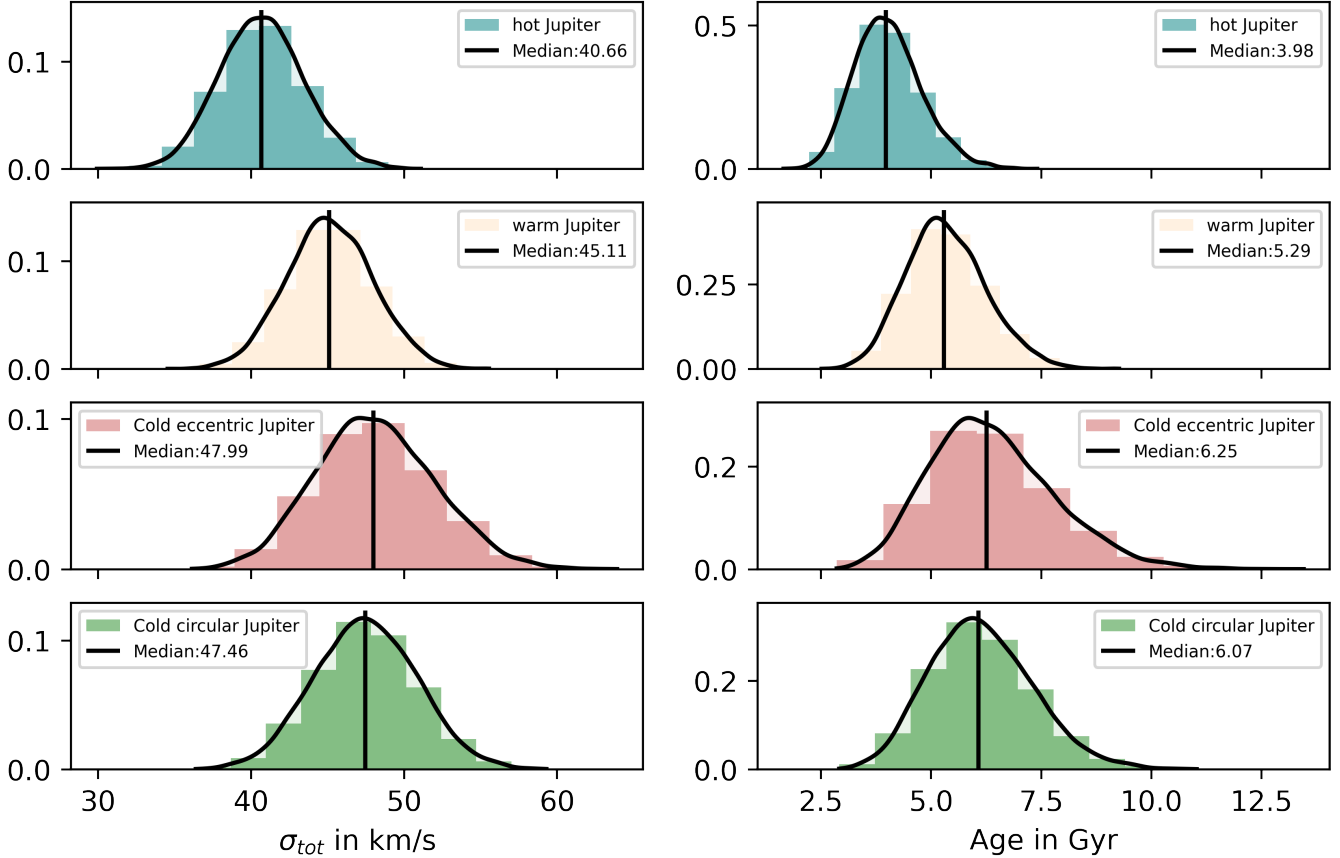 hot Jupiter
Median:40.66
0.1
0.0
hot Jupiter
Median:3.98
0.5
0.0
warm Jupiter
Median:45.11
0.1
0.0
warm Jupiter
Median:5.29
0.25
0.00
Cold eccentric Jupiter
Median:47.99
0.1
0.0
Cold eccentric Jupiter
Median:6.25
0.2
0.0
Cold circular Jupiter
Median:47.46
0.1
0.0
30 40 50 60
σtot in km/s
Cold circular Jupiter
Median:6.07
0.2
0.0
2.5 5.0 7.5 10.0 12.5
Age in Gyr